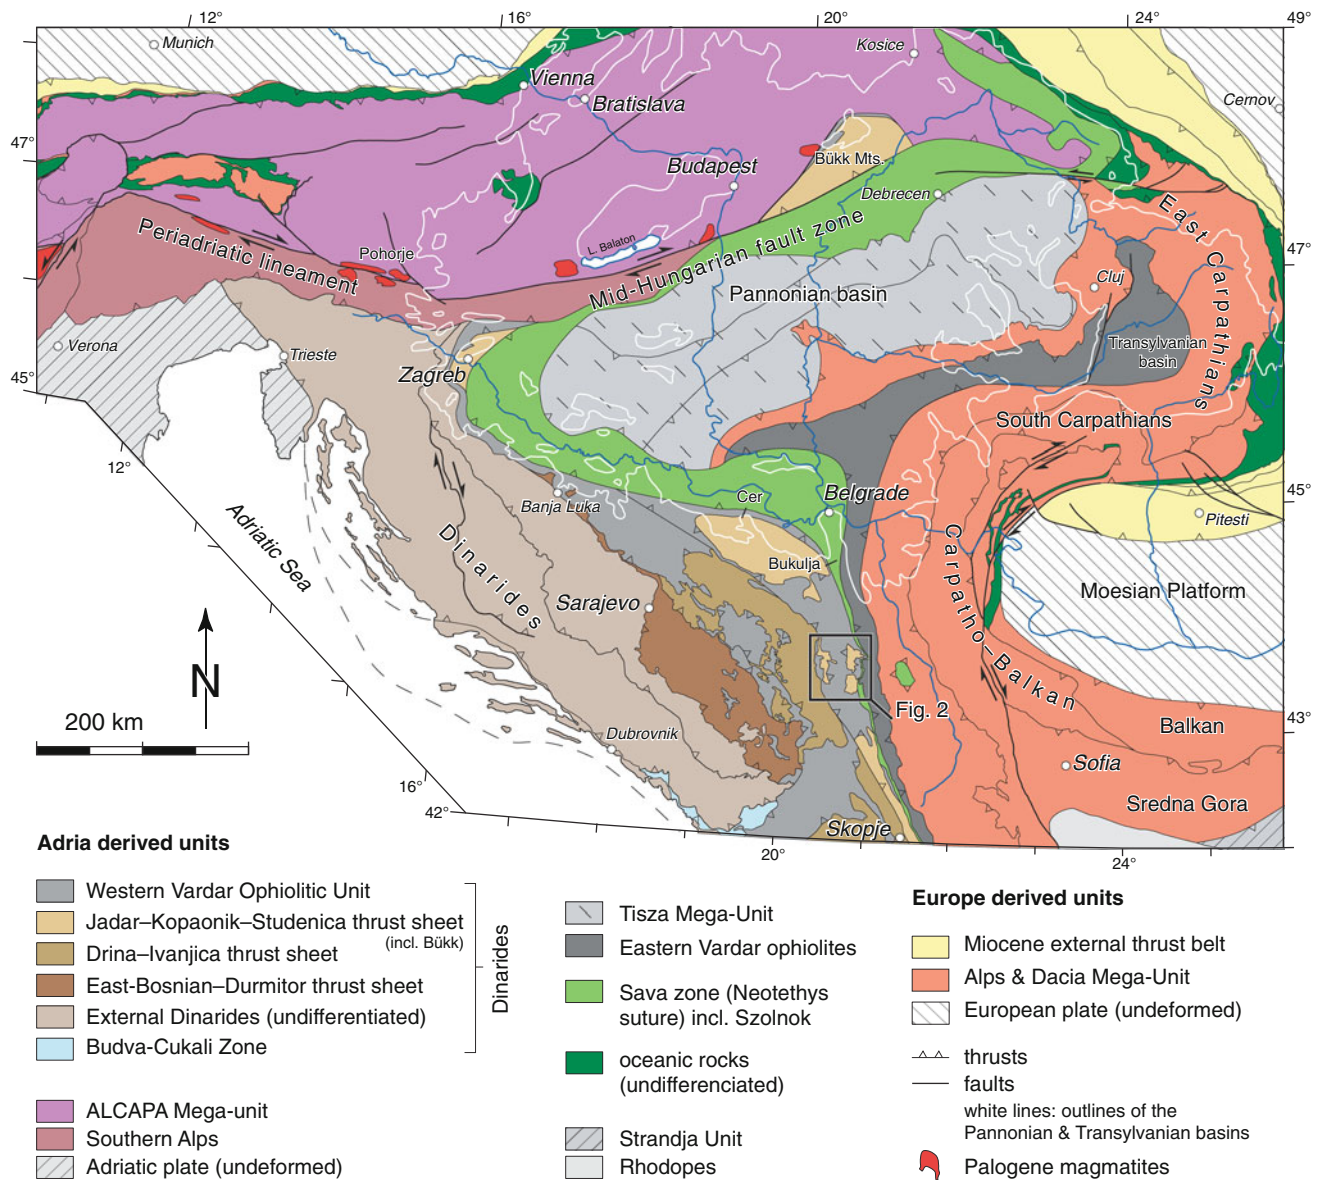 12°
16°
20°
24°
49°
Munich
Kosice
Cernov
Vienna
Bratislava
47°
Budapest
Bükk Mts.
Debrecen
East Carpathians
47°
Periadriatic lineament
Pohorje
L. Balaton
Mid-Hungarian fault zone
Pannonian basin
Cluj
Transylvanian
basin
Verona
Trieste
Zagreb
45°
South Carpathians
12°
Banja Luka
Cer
Belgrade
45°
Pitesti
Adriatic Sea
Dinarides
Bukulja
Carpatho–Balkan
Moesian Platform
Sarajevo
N
200 km
Fig. 2
43°
Balkan
Dubrovnik
Sofia
16°
42°
Sredna Gora
Skopje
20°
24°
Adria derived units
Western Vardar Ophiolitic Unit
Jadar–Kopaonik–Studenica thrust sheet
(incl. Bükk)
Drina–Ivanjica thrust sheet
East-Bosnian–Durmitor thrust sheet
External Dinarides (undifferentiated)
Budva-Cukali Zone
Dinarides
ALCAPA Mega-unit
Southern Alps
Adriatic plate (undeformed)
Tisza Mega-Unit
Eastern Vardar ophiolites
Sava zone (Neotethys
suture) incl. Szolnok
oceanic rocks
(undifferenciated)
Strandja Unit
Rhodopes
Europe derived units
Miocene external thrust belt
Alps & Dacia Mega-Unit
European plate (undeformed)
thrusts
faults
white lines: outlines of the
Pannonian & Transylvanian basins
Palogene magmatites